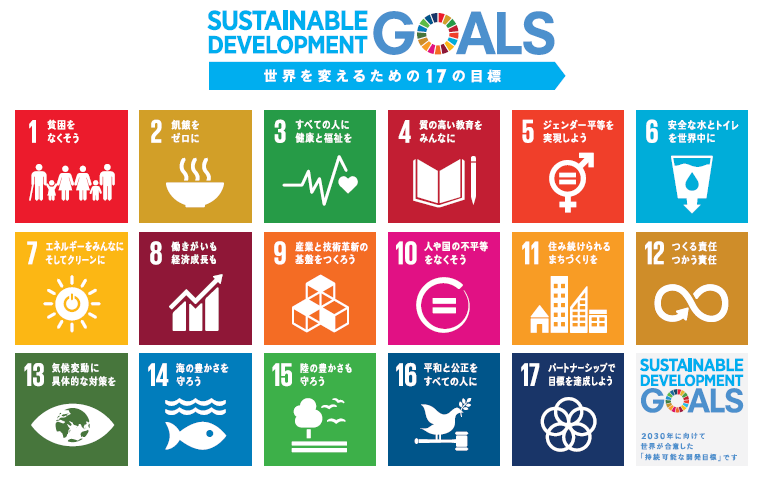 SUSTAINABLE
DEVELOPMENT
GOALS
世界を変えるための17の目標
1 貧困を
なくそう
2 飢餓を
ゼロに
3 すべての人に
健康と福祉を
4 質の高い教育を
みんなに
5 ジェンダー平等を
実現しよう
6 安全な水とトイレ
を世界中に
7 エネルギーをみんなに
そしてクリーンに
8 働きがいも
経済成長も
9 産業と技術革新の
基盤をつくろう
10 人や国の不平等
をなくそう
11 住み続けられる
まちづくりを
12 つくる責任
つかう責任
13 気候変動に
具体的な対策を
14 海の豊かさを
守ろう
15 陸の豊かさも
守ろう
16 平和と公正を
すべての人に
17 パートナーシップで
目標を達成しよう
SUSTAINABLE
DEVELOPMENT
GOALS
2030年に向けて
世界が合意した
「持続可能な開発目標」です